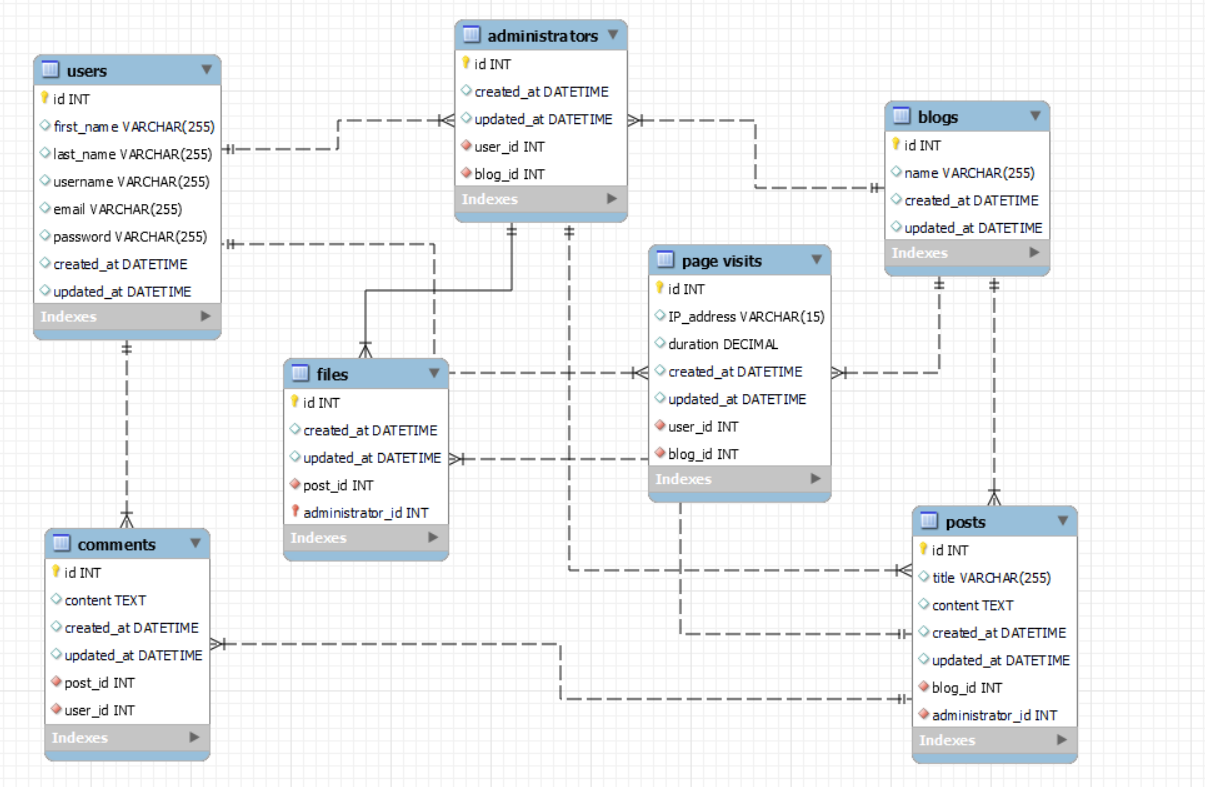 users
id INT
first_name VARCHAR(255)
last_name VARCHAR(255)
username VARCHAR(255)
email VARCHAR(255)
password VARCHAR(255)
created_at DATETIME
updated_at DATETIME
Indexes
administrators
id INT
created_at DATETIME
updated_at DATETIME
user_id INT
blog_id INT
Indexes
blogs
id INT
name VARCHAR(255)
created_at DATETIME
updated_at DATETIME
Indexes
page visits
id INT
IP_address VARCHAR(15)
duration DECIMAL
created_at DATETIME
updated_at DATETIME
user_id INT
blog_id INT
Indexes
files
id INT
created_at DATETIME
updated_at DATETIME
post_id INT
administrator_id INT
Indexes
comments
id INT
content TEXT
created_at DATETIME
updated_at DATETIME
post_id INT
user_id INT
Indexes
posts
id INT
title VARCHAR(255)
content TEXT
created_at DATETIME
updated_at DATETIME
blog_id INT
administrator_id INT
Indexes